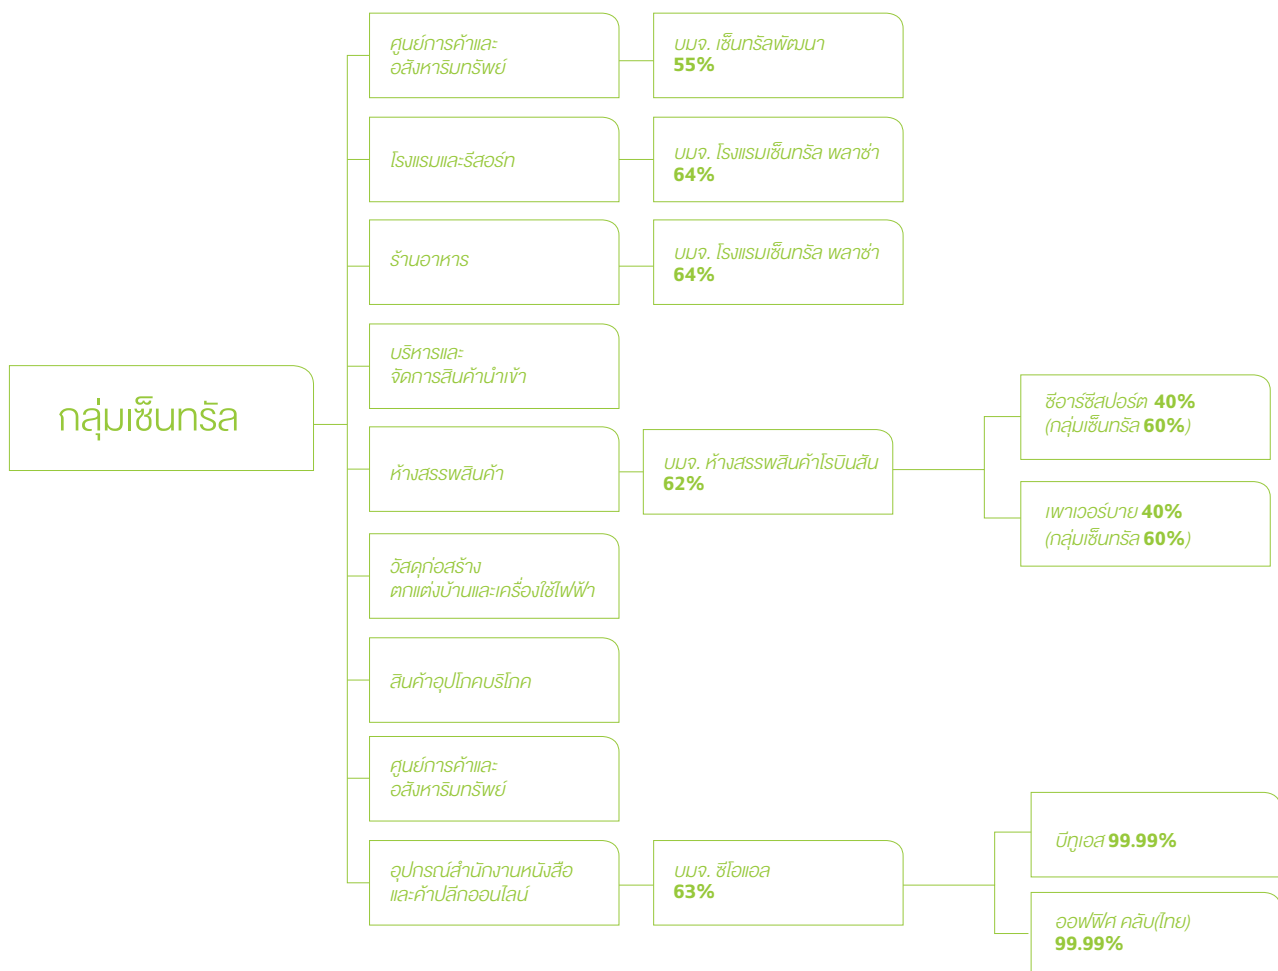 กลุ่มเซ็นทรัล
ศูนย์การค้าและ
อสังหาริมทรัพย์
บมจ. เซ็นทรัลพัฒนา
55%
โรงแรมและรีสอร์ท
บมจ. โรงแรมเซ็นทรัล พลาซ่า
64%
ร้านอาหาร
บมจ. โรงแรมเซ็นทรัล พลาซ่า
64%
บริหารและ
จัดการสินค้านำเข้า
ห้างสรรพสินค้า
บมจ. ห้างสรรพสินค้าโรบินสัน
62%
ซีอาร์ซีสปอร์ต 40%
(กลุ่มเซ็นทรัล 60%)
เพาเวอร์บาย 40%
(กลุ่มเซ็นทรัล 60%)
วัสดุก่อสร้าง
ตกแต่งบ้านและเครื่องใช้ไฟฟ้า
สินค้าอุปโภคบริโภค
ศูนย์การค้าและ
อสังหาริมทรัพย์
อุปกรณ์สำนักงานหนังสือ
และค้าปลีกออนไลน์
บมจ. ซีโอแอล
63%
บีทูเอส 99.99%
ออฟฟิศ คลับ(ไทย)
99.99%